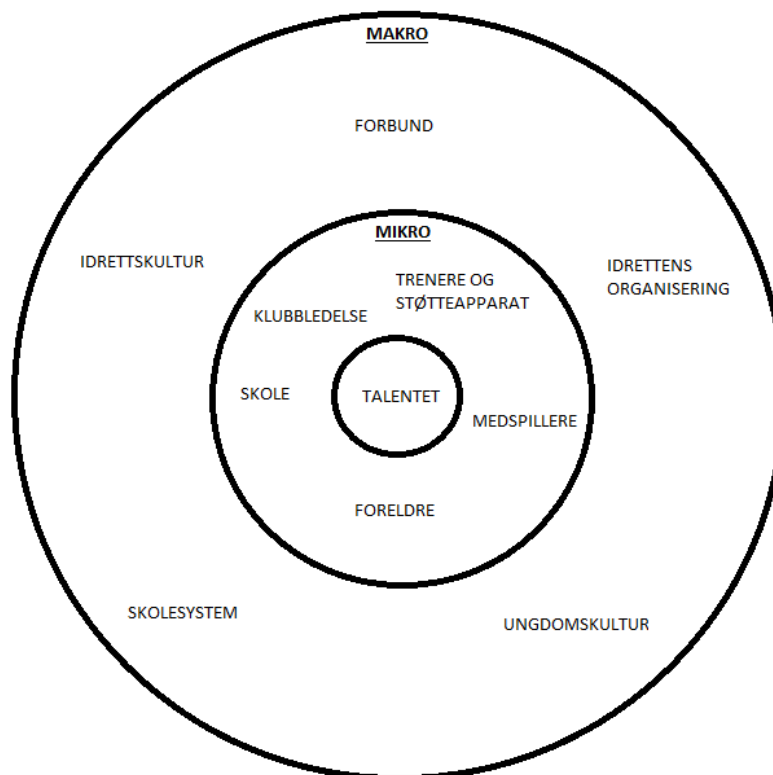 MAKRO
FORBUND
MIKRO
IDRETTSKULTUR
IDRETTENS
ORGANISERING
TRENERE OG
STØTTEAPPARAT
KLUBBLEDELSE
SKOLE
TALENTET
MEDSPILLERE
FORELDRE
SKOLESYSTEM
UNGDOMSKULTUR